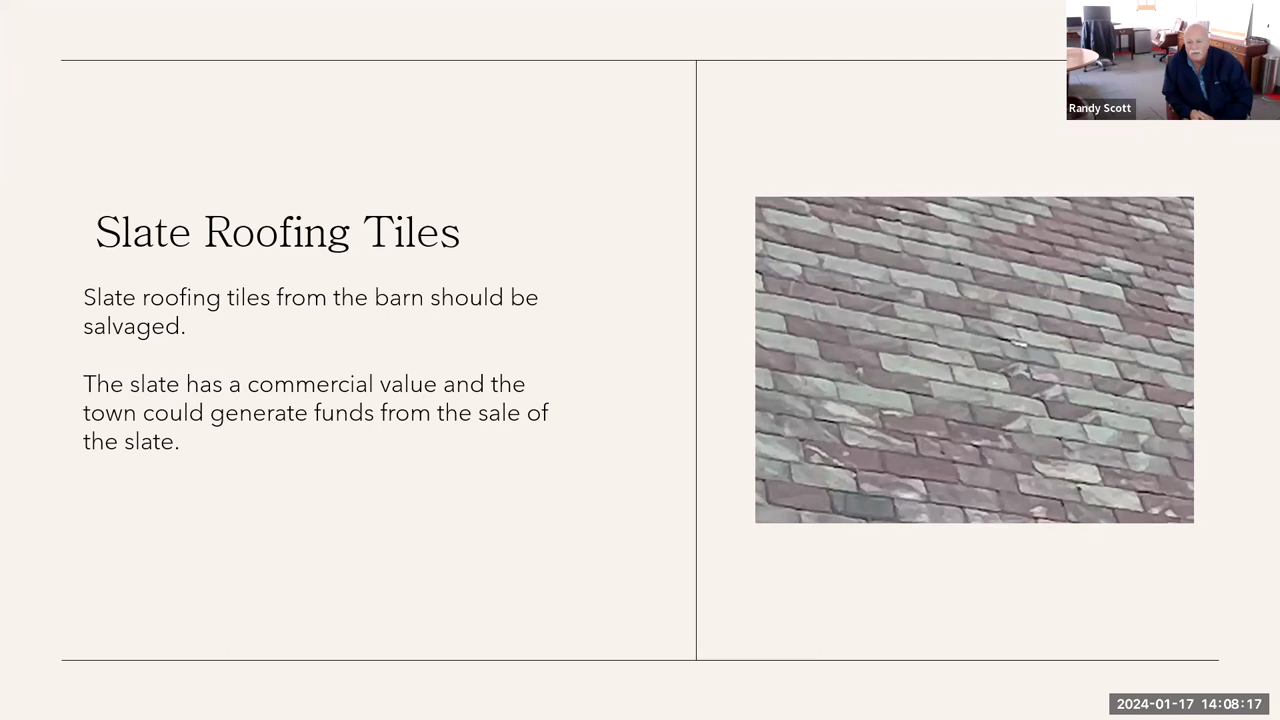 Randy Scott
Slate Roofing Tiles
Slate roofing tiles from the barn should be
salvaged.
The slate has a commercial value and the
town could generate funds from the sale of
the slate.
2024-01-17 14:08:17